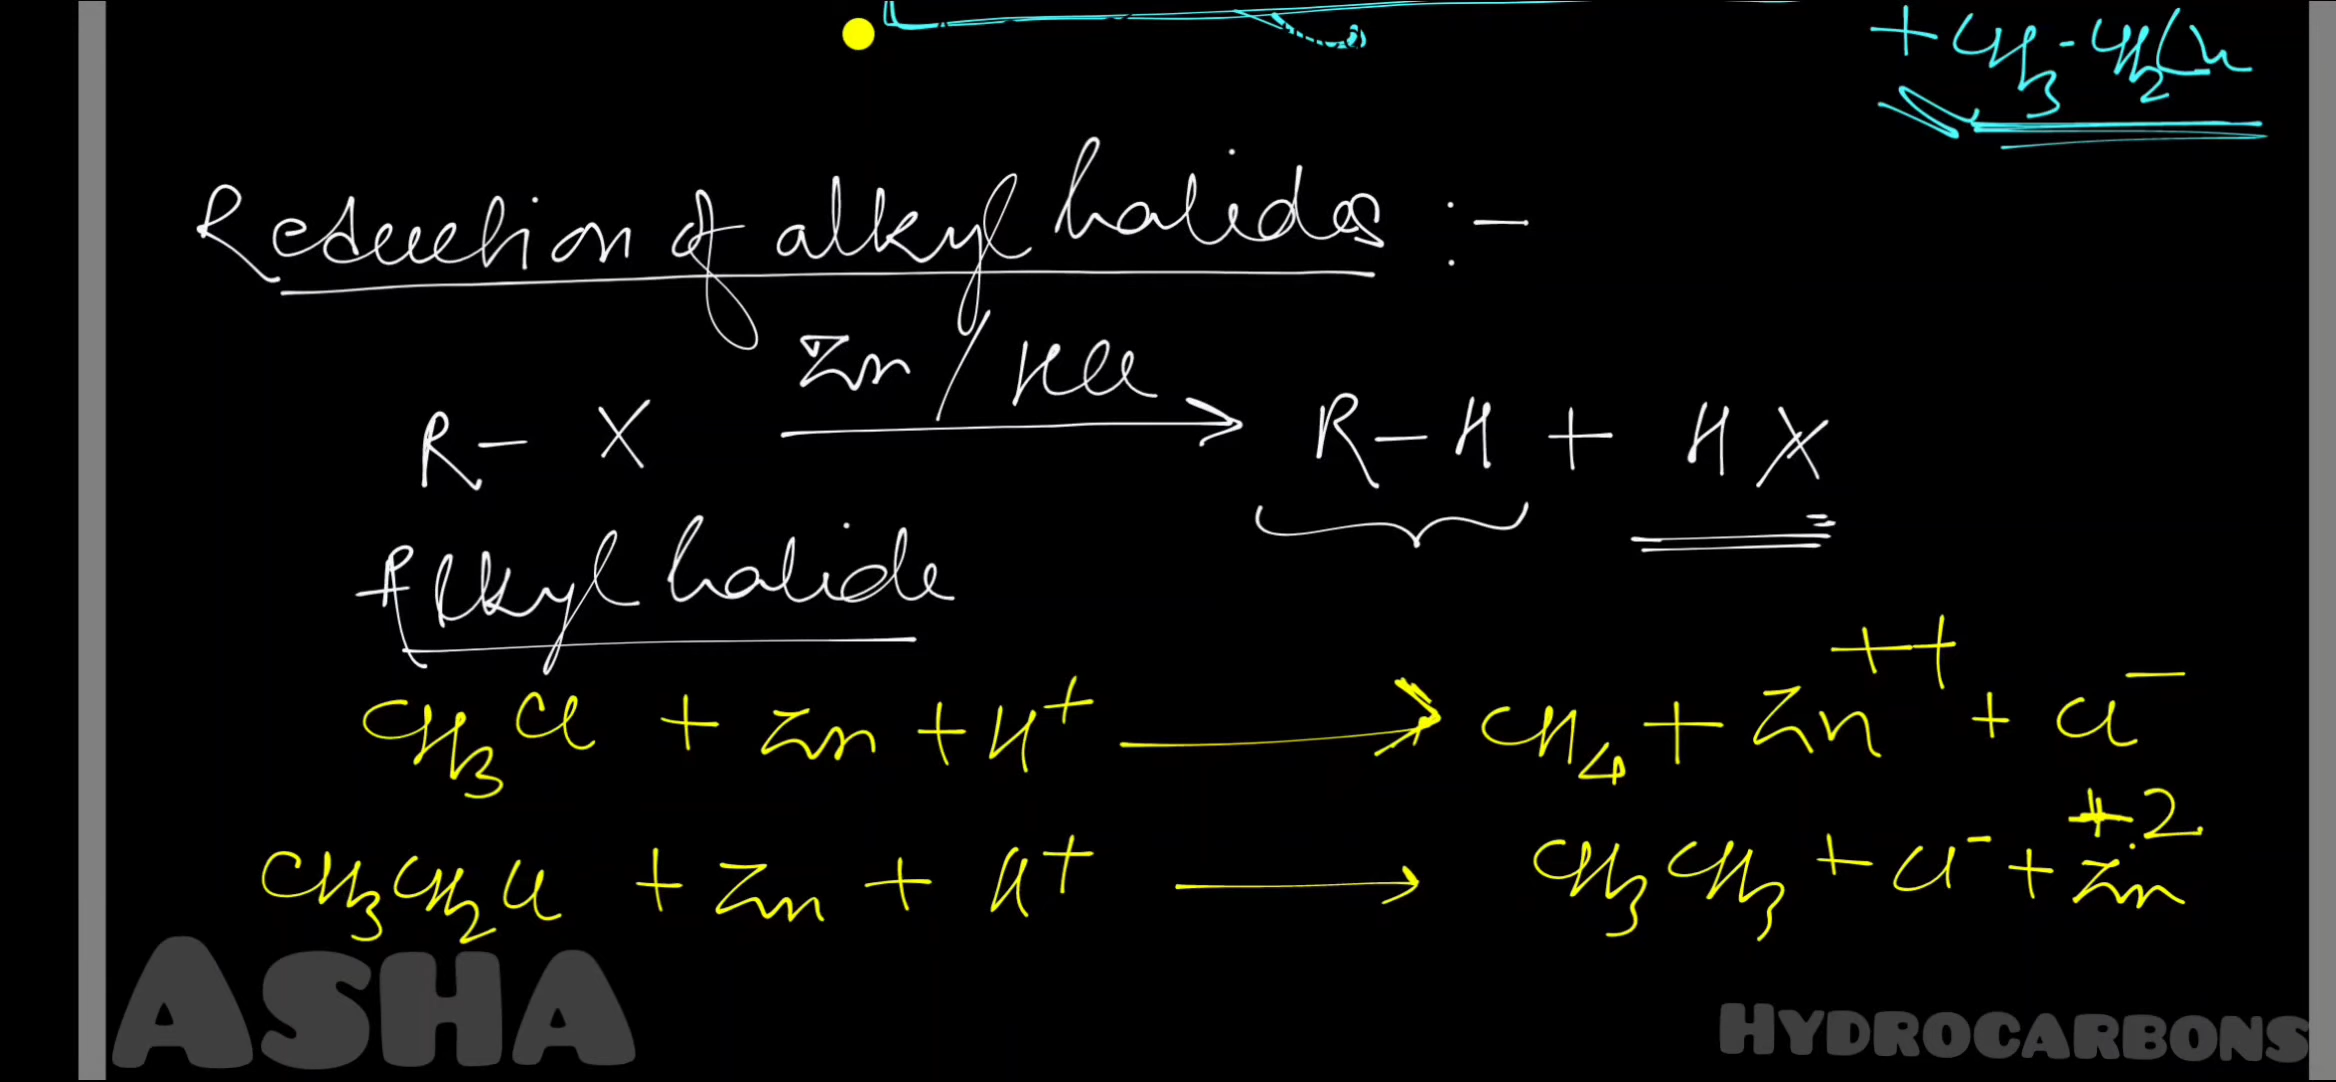 + CH3-CH2Cu
Reduction of alkyl halides :-
Zn / HCl
R - X → R - H + HX
Alkyl halide
CH3Cl + Zn + H+ → CH4 + Zn++ + Cl-
CH3CH2Cl + Zn + H+ → CH3CH3 + Cl- + Zn+2
ASHA
HYDROCARBONS